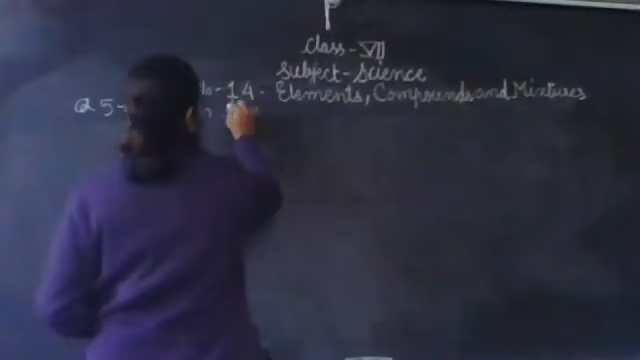 Class-VII
Subject-Science
14. Elements, Compounds and Mixtures
Q5-